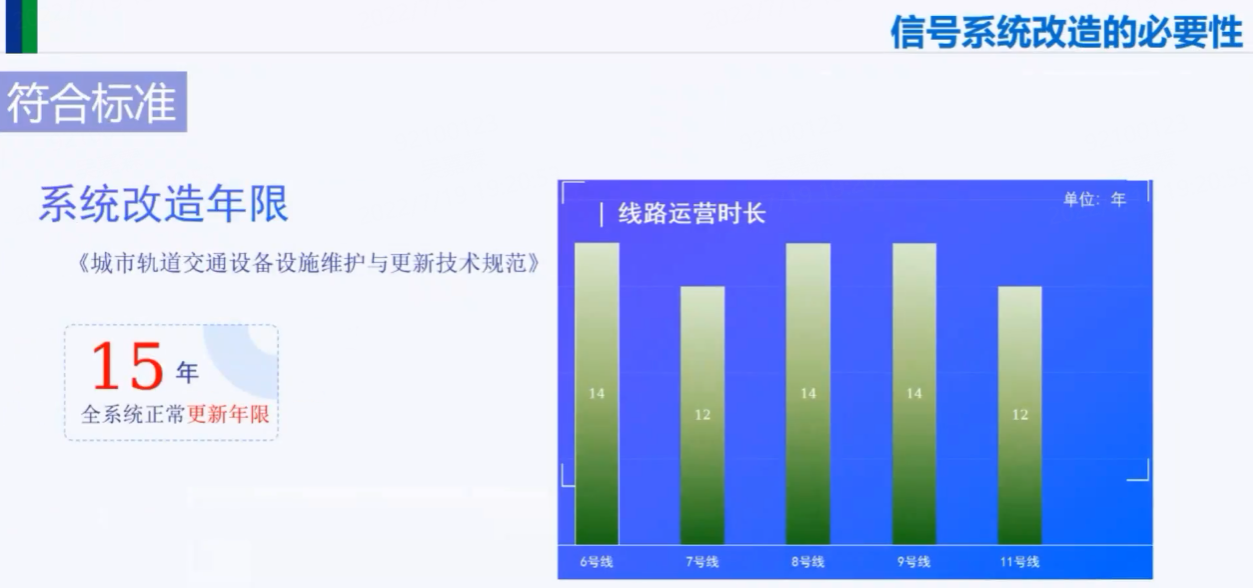 信号系统改造的必要性
符合标准
系统改造年限
《城市轨道交通设备设施维护与更新技术规范》
15 年
全系统正常更新年限
线路运营时长
单位：年
14
12
14
14
12
6号线
7号线
8号线
9号线
11号线